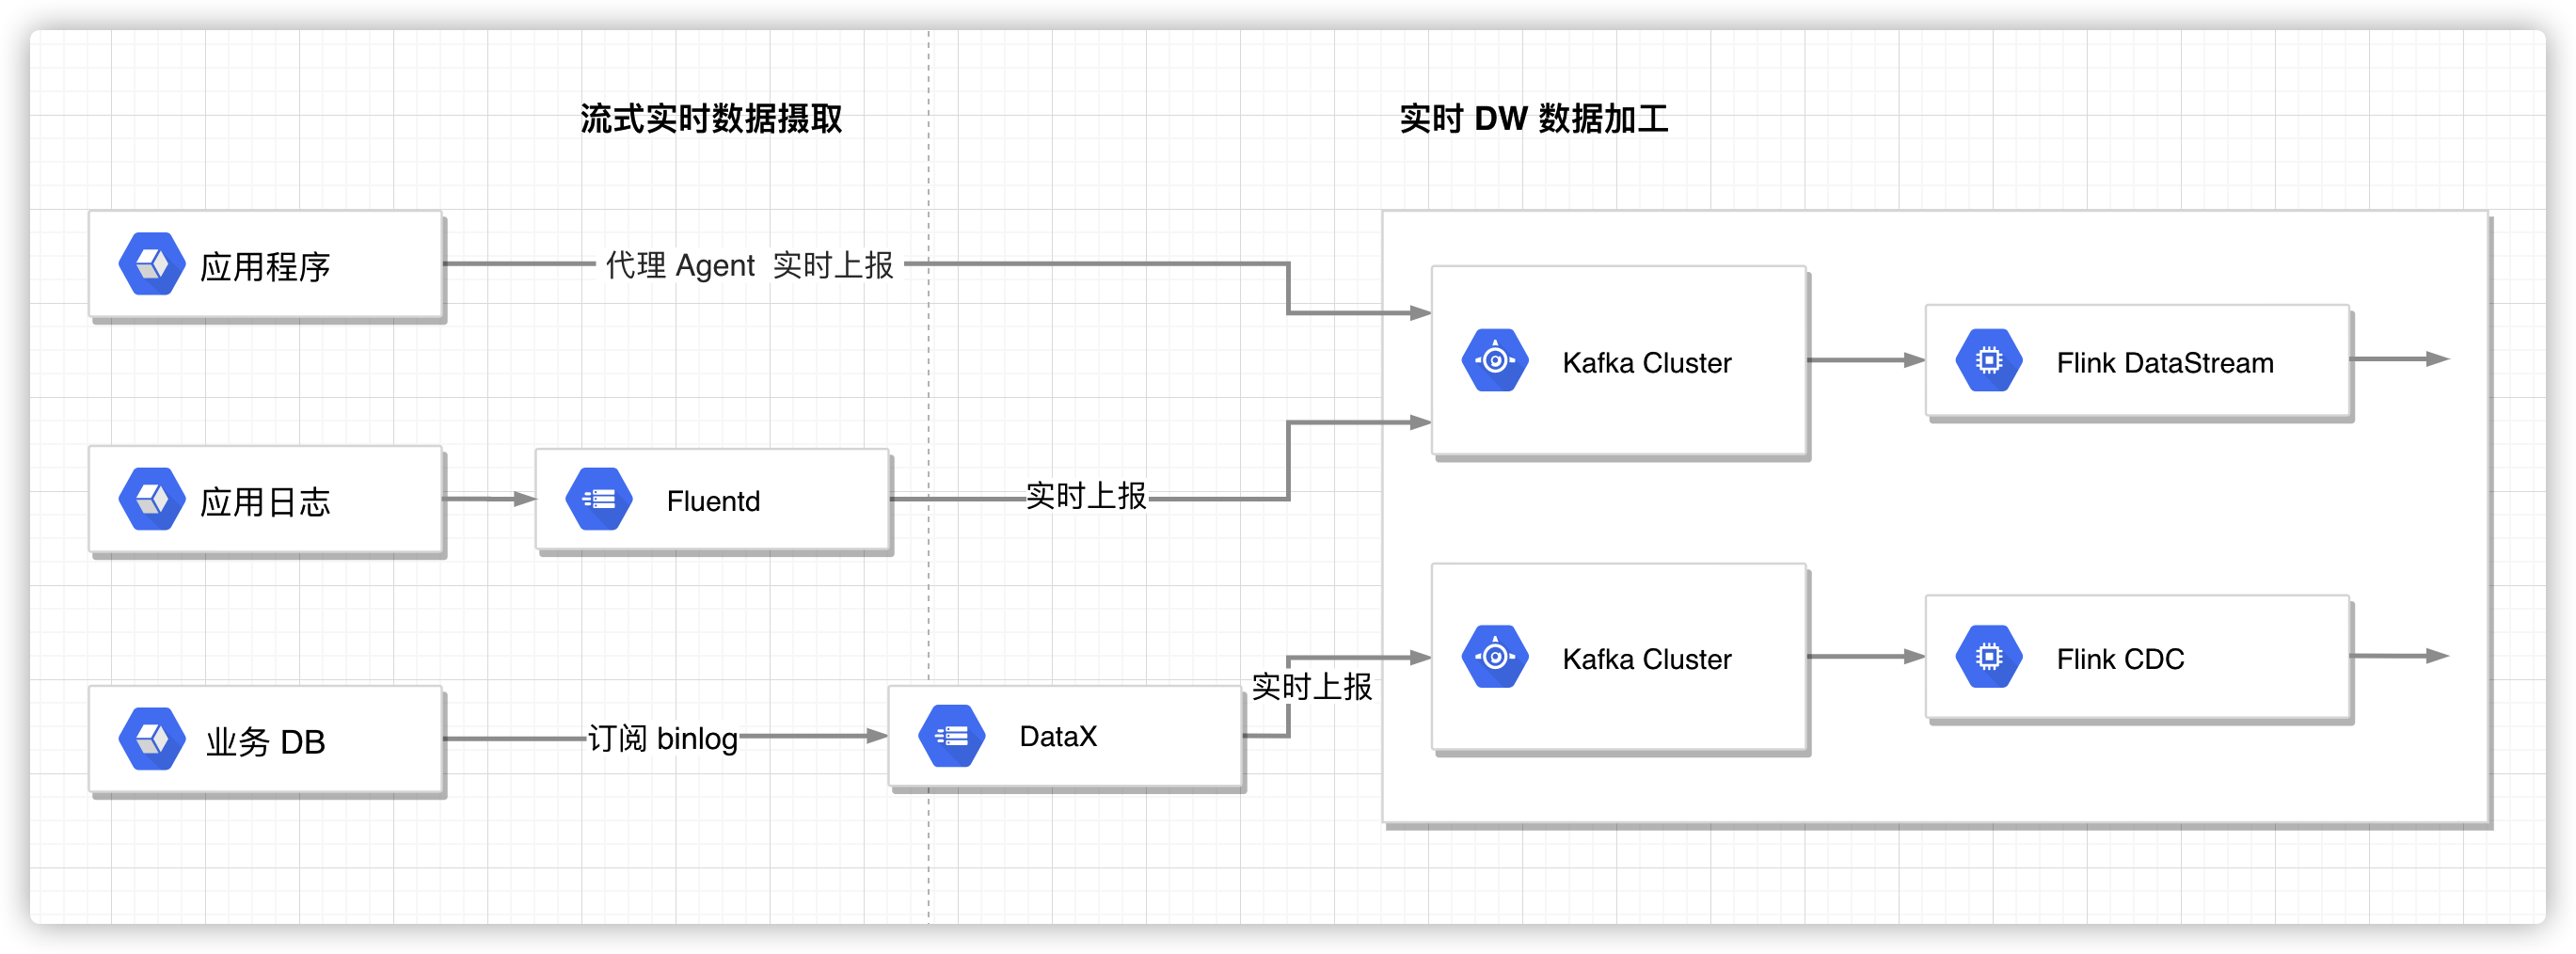 流式实时数据摄取
实时 DW 数据加工
应用程序
代理 Agent 实时上报
Kafka Cluster
Flink DataStream
应用日志
Fluentd
实时上报
业务 DB
订阅 binlog
DataX
实时上报
Kafka Cluster
Flink CDC